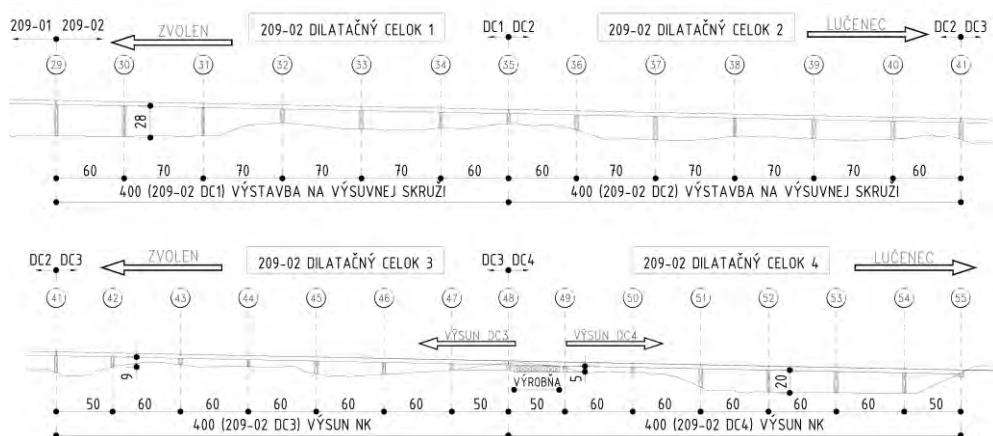 209-01 209-02 ZVOLEN 209-02 DILATAČNÝ CELOK 1 DC1 DC2 209-02 DILATAČNÝ CELOK 2 LUČENEC DC2 DC3
29 30 31 32 33 34 35 36 37 38 39 40 41
28
60 70 70 70 70 60 60 70 70 70 70 60
400 (209-02 DC1) VÝSTAVBA NA VÝSUVNEJ SKRUŽI 400 (209-02 DC2) VÝSTAVBA NA VÝSUVNEJ SKRUŽI
DC2 DC3 ZVOLEN 209-02 DILATAČNÝ CELOK 3 DC3 DC4 209-02 DILATAČNÝ CELOK 4 LUČENEC
41 42 43 44 45 46 47 48 49 50 51 52 53 54 55
VÝSUN DC3 VÝSUN DC4
9 VÝROBŇA 5 20
50 60 60 60 60 60 50 50 60 60 60 60 60 50
400 (209-02 DC3) VÝSUN NK 400 (209-02 DC4) VÝSUN NK